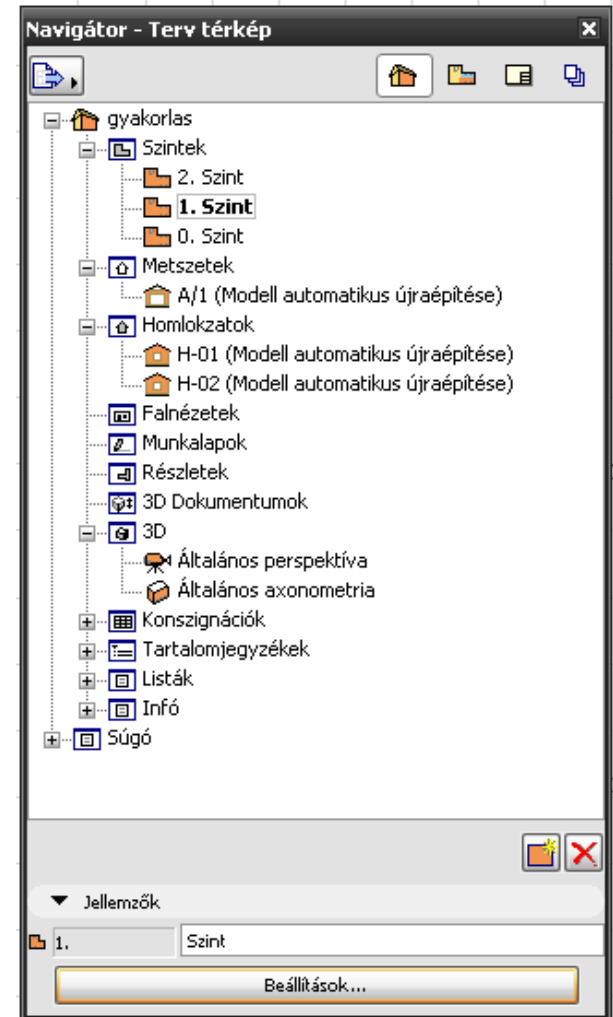 Navigátor - Terv térkép
gyakorlas
Szintek
2. Szint
1. Szint
0. Szint
Metszetek
A/1 (Modell automatikus újraépítése)
Homlokzatok
H-01 (Modell automatikus újraépítése)
H-02 (Modell automatikus újraépítése)
Falnézetek
Munkalapok
Részletek
3D Dokumentumok
3D
Általános perspektíva
Általános axonometria
Konszignációk
Tartalomjegyzékek
Listák
Infó
Súgó
Jellemzők
1. Szint
Beállítások...